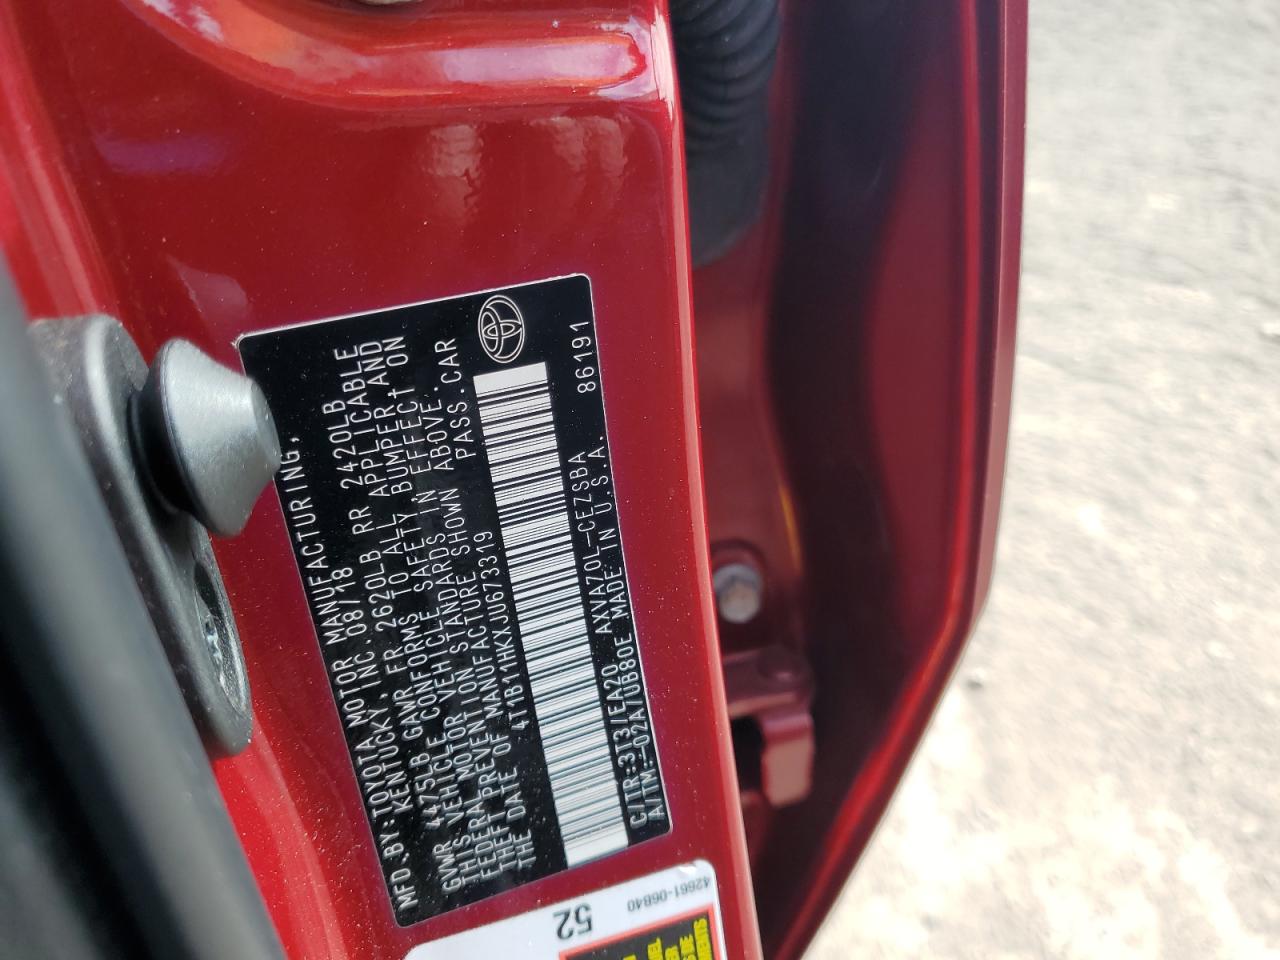 MFD.BY:TOYOTA MOTOR MANUFACTURING,
KENTUCKY, INC 08/18
GVWR 4475LB GAWR FR 2620LB RR 2420LB
THIS VEHICLE CONFORMS TO ALL APPLICABLE
FEDERAL MOTOR VEHICLE SAFETY, BUMPER, AND
THEFT PREVENTION STANDARDS IN EFFECT ON
THE DATE OF MANUFACTURE SHOWN ABOVE.
4T1B11HKXJU673319 PASS.CAR
C/TR:3T3/EA20 AXVA70L-CEZSBA
A/TM:-02A/UB80E MADE IN U.S.A. 86191
52
42661-06B40